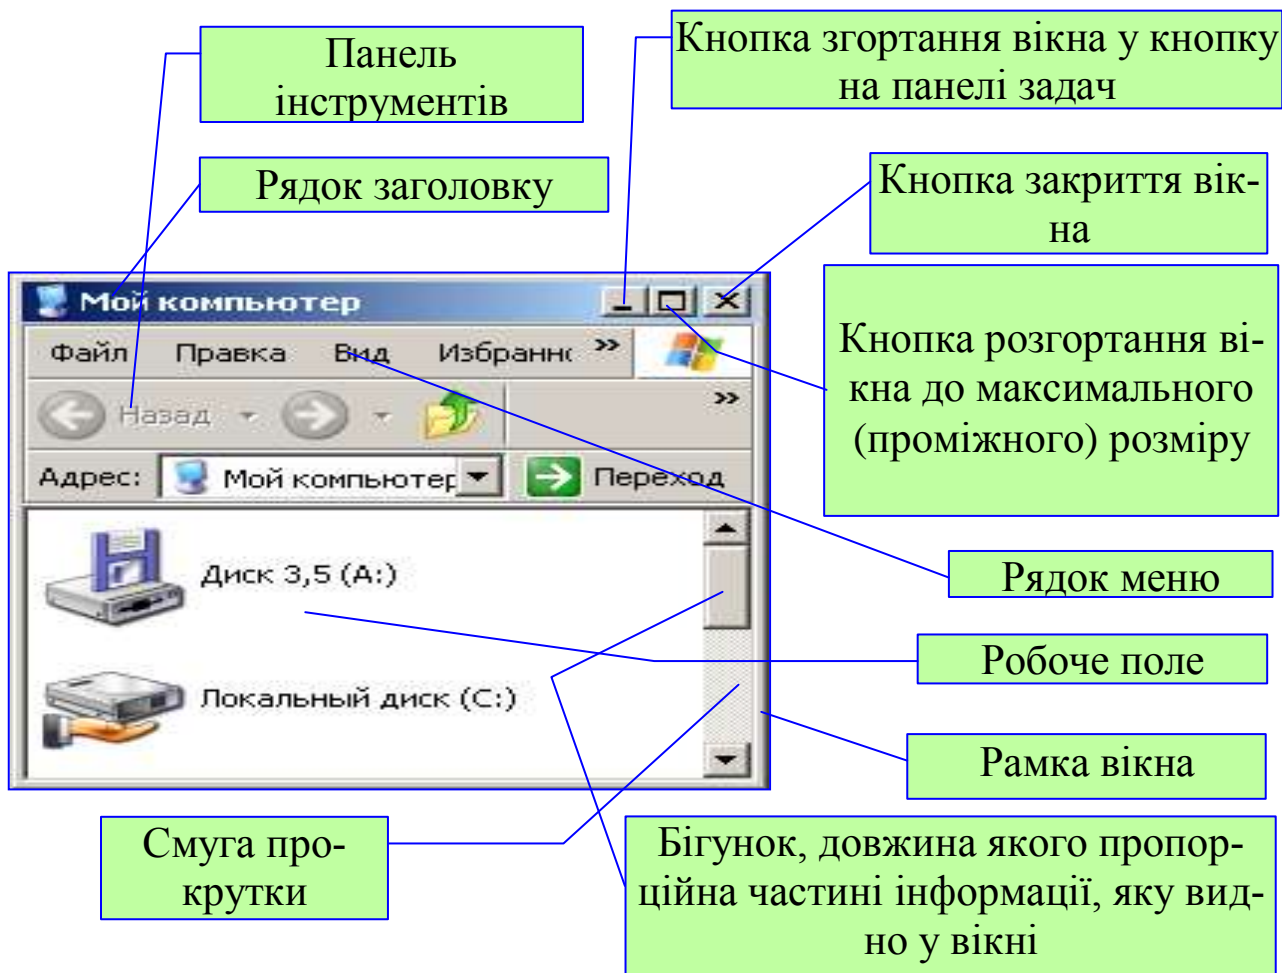 Панель
інструментів
Кнопка згортання вікна у кнопку
на панелі задач
Рядок заголовку
Кнопка закриття вік-
на
Мой компьютер
Файл Правка Вид Избранн »
Кнопка розгортання ві-
кна до максимального
(проміжного) розміру
Назад »
Адрес: Мой компьютер Переход
Диск 3,5 (A:)
Рядок меню
Робоче поле
Локальный диск (C:)
Рамка вікна
Смуга про-
крутки
Бігунок, довжина якого пропор-
ційна частині інформації, яку вид-
но у вікні